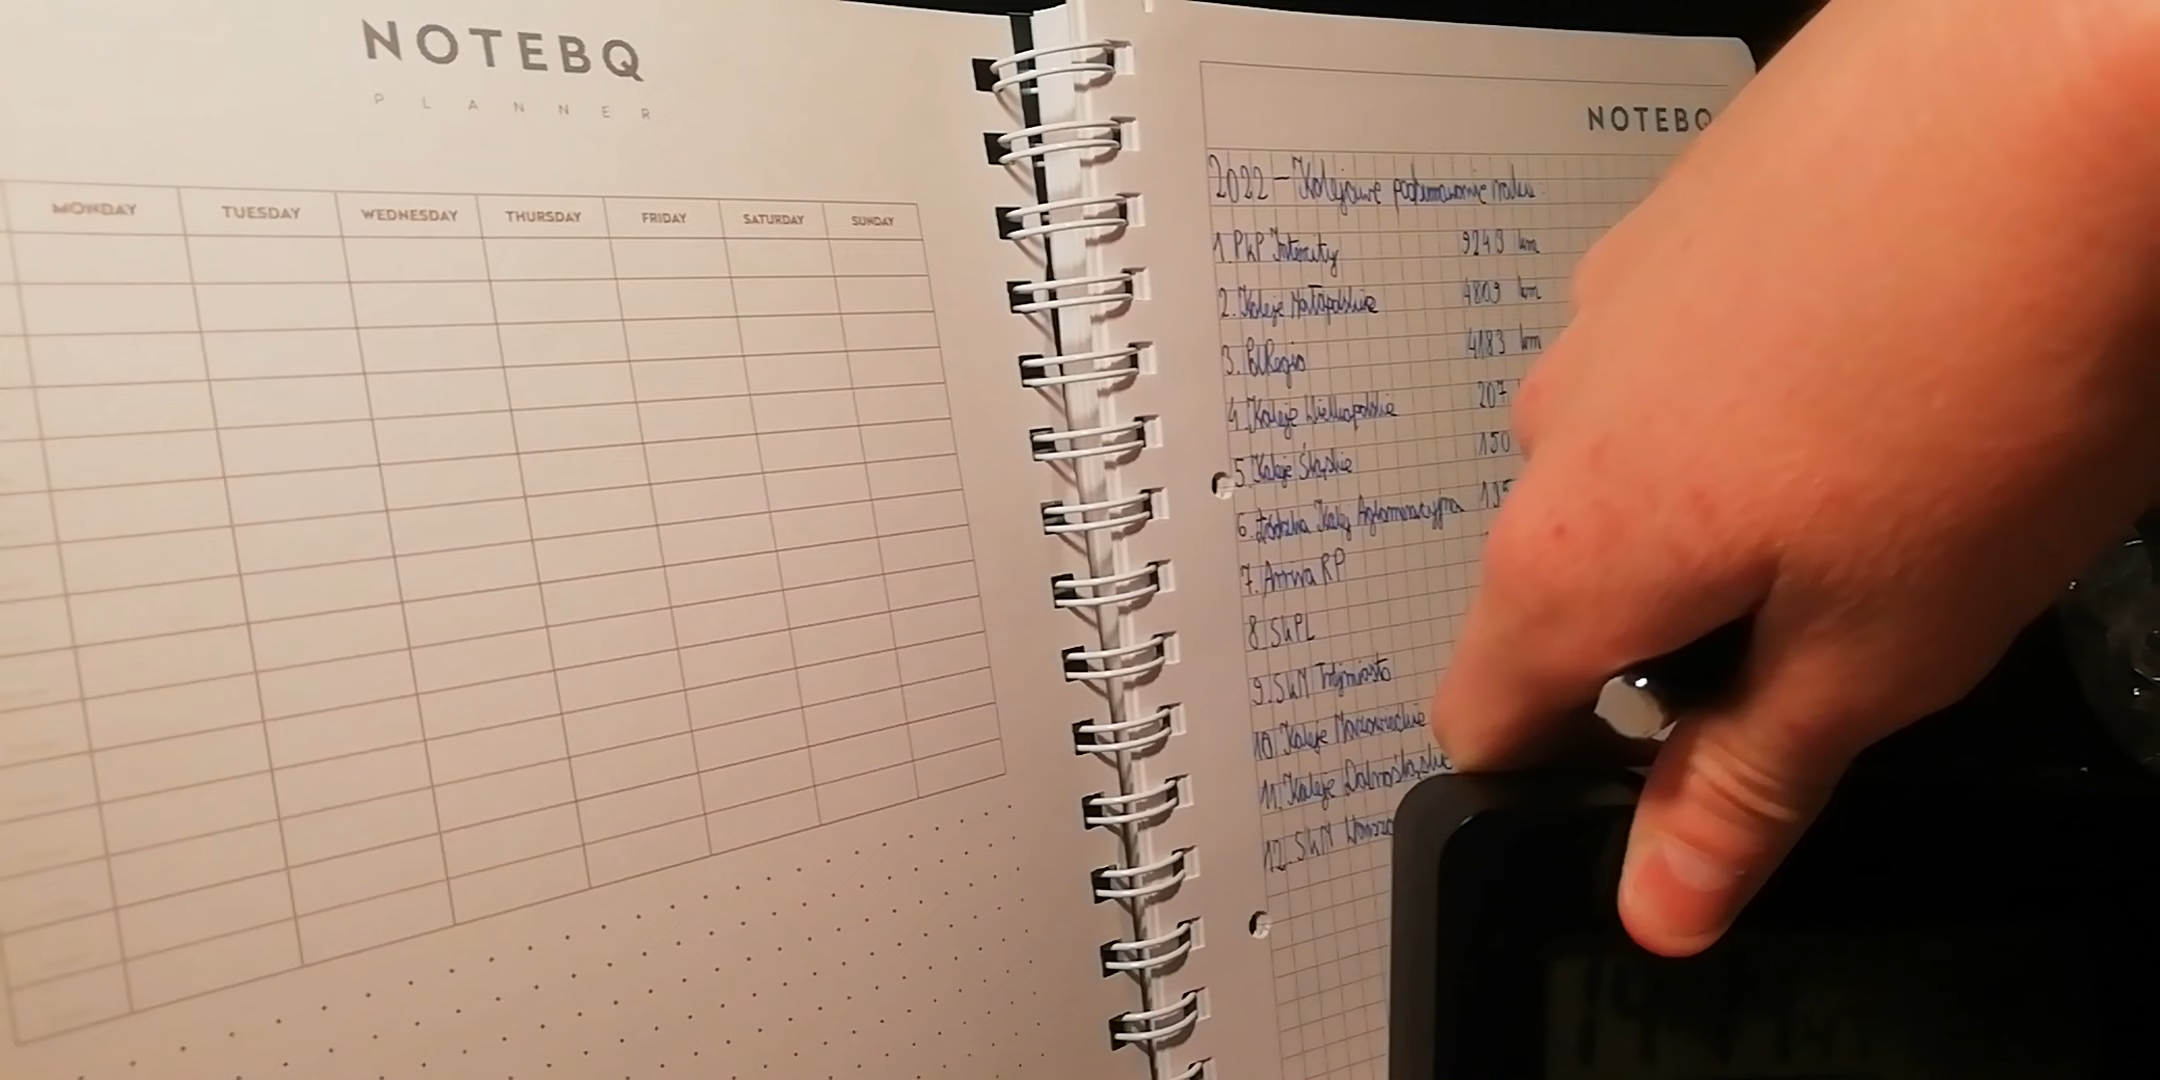 NOTEBQ
PLANNER
MONDAY TUESDAY WEDNESDAY THURSDAY FRIDAY SATURDAY SUNDAY
NOTEBQ
2022 – Kolejowe podsumowanie roku:
1. PKP Intercity 9243 km
2. Koleje Małopolskie 4809 km
3. PolRegio 4183 km
4. Koleje Wielkopolskie 207
5. Koleje Śląskie 150
6. Łódzka Kolej Aglomeracyjna
7. Arriva RP
8. SKPL
9. SKM Trójmiasto
10. Koleje Mazowieckie
11. Koleje Dolnośląskie
12. SKM